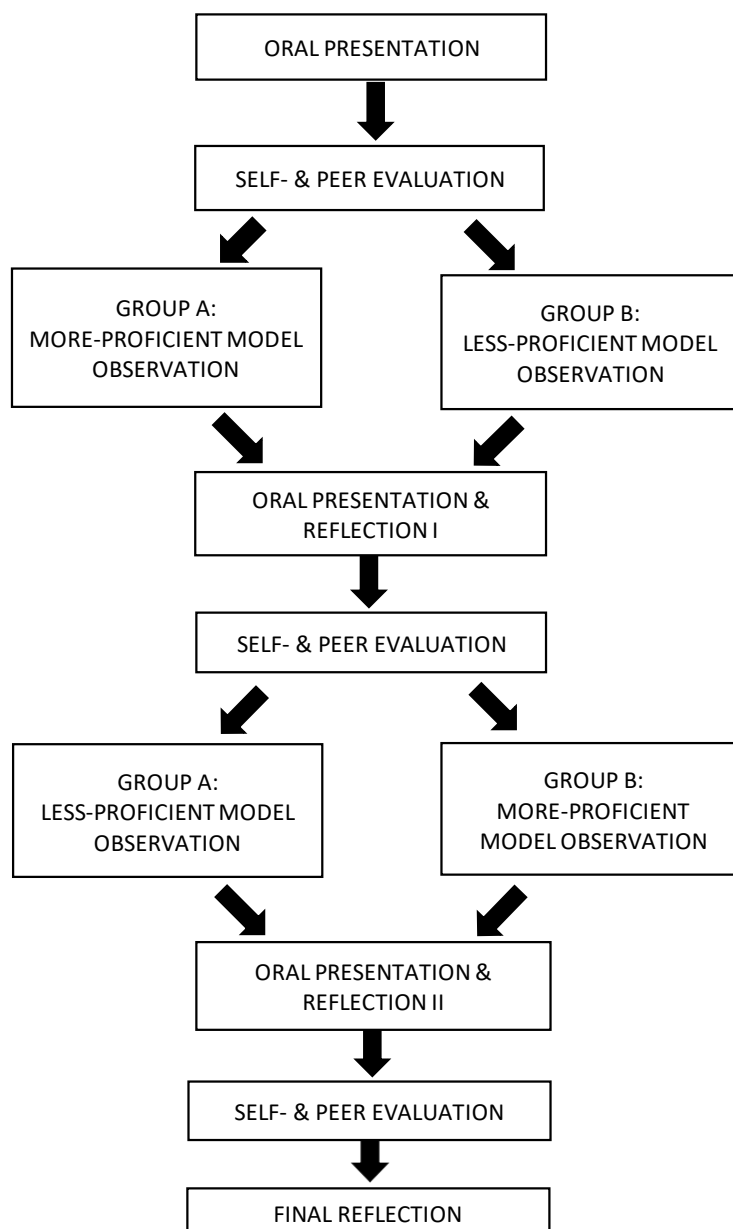 ORAL PRESENTATION
SELF- & PEER EVALUATION
GROUP A:
MORE-PROFICIENT MODEL
OBSERVATION
GROUP B:
LESS-PROFICIENT MODEL
OBSERVATION
ORAL PRESENTATION &
REFLECTION I
SELF- & PEER EVALUATION
GROUP A:
LESS-PROFICIENT MODEL
OBSERVATION
GROUP B:
MORE-PROFICIENT
MODEL OBSERVATION
ORAL PRESENTATION &
REFLECTION II
SELF- & PEER EVALUATION
FINAL REFLECTION